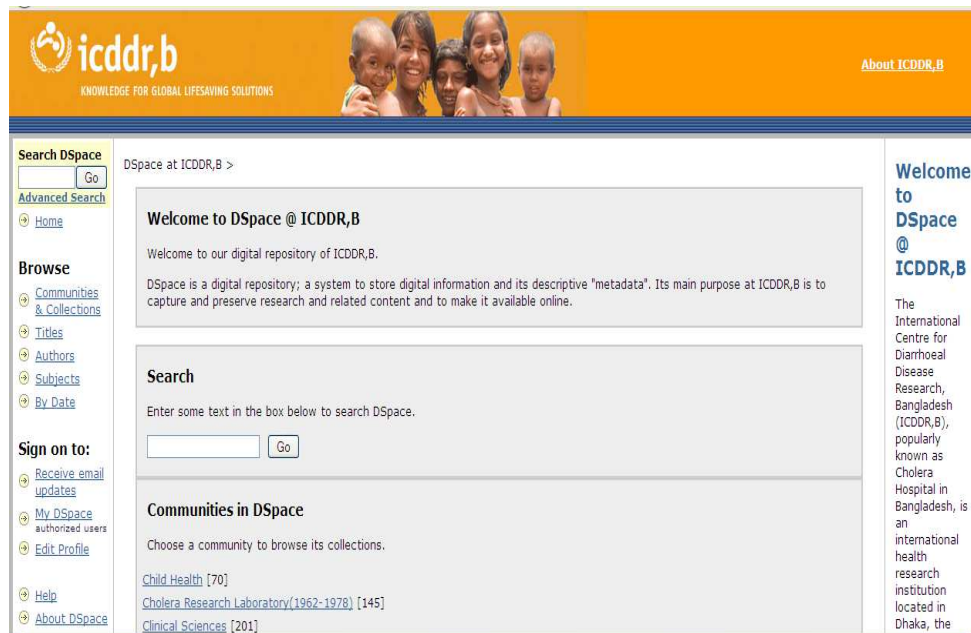 icddr,b
KNOWLEDGE FOR GLOBAL LIFESAVING SOLUTIONS
About ICDDR,B
Search DSpace
Go
Advanced Search
Home
Browse
Communities
& Collections
Titles
Authors
Subjects
By Date
Sign on to:
Receive email
updates
My DSpace
authorized users
Edit Profile
Help
About DSpace
DSpace at ICDDR,B >
Welcome to DSpace @ ICDDR,B
Welcome to our digital repository of ICDDR,B.
DSpace is a digital repository; a system to store digital information and its descriptive "metadata". Its main purpose at ICDDR,B is to
capture and preserve research and related content and to make it available online.
Search
Enter some text in the box below to search DSpace.
Go
Communities in DSpace
Choose a community to browse its collections.
Child Health [70]
Cholera Research Laboratory(1962-1978) [145]
Clinical Sciences [201]
Welcome
to
DSpace
@
ICDDR,B
The
International
Centre for
Diarrhoeal
Disease
Research,
Bangladesh
(ICDDR,B),
popularly
known as
Cholera
Hospital in
Bangladesh, is
an
international
health
research
institution
located in
Dhaka, the